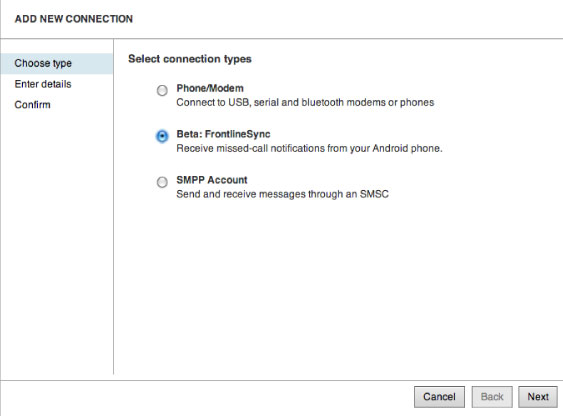 ADD NEW CONNECTION
Choose type
Enter details
Confirm
Select connection types
Phone/Modem
Connect to USB, serial and bluetooth modems or phones
Beta: FrontlineSync
Receive missed-call notifications from your Android phone.
SMPP Account
Send and receive messages through an SMSC
Cancel
Back
Next